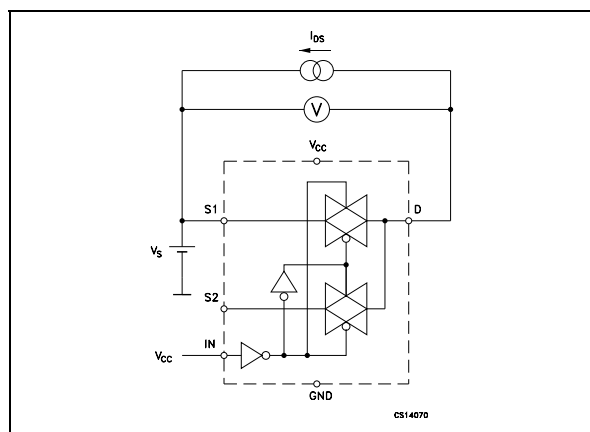 I_DS
V
V_CC
S1
D
V_S
S2
IN
V_CC
GND
CS14070